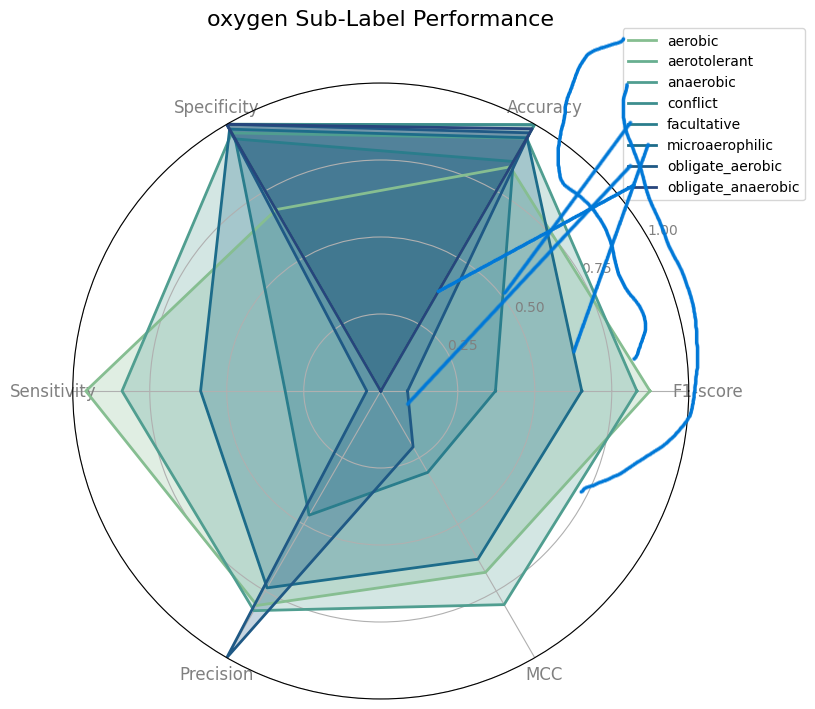 oxygen Sub-Label Performance
aerobic
aerotolerant
anaerobic
conflict
facultative
microaerophilic
obligate_aerobic
obligate_anaerobic
Specificity
Accuracy
1.00
0.75
0.50
0.25
Sensitivity
F1-score
Precision
MCC